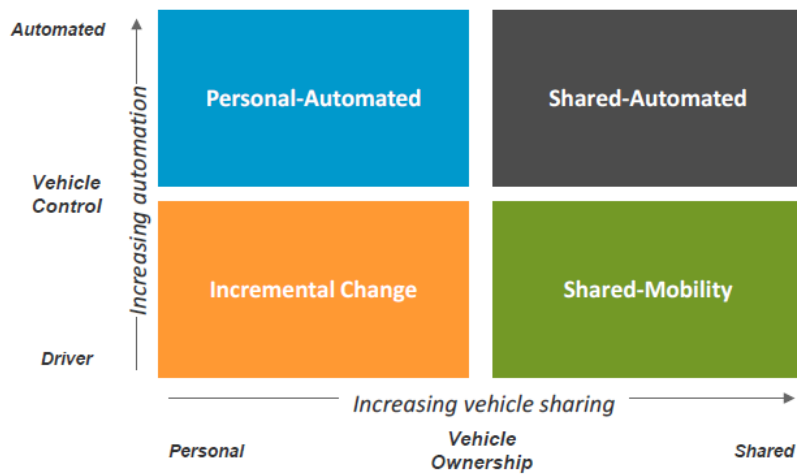 Automated
Personal-Automated
Shared-Automated
Increasing automation
Vehicle
Control
Incremental Change
Shared-Mobility
Driver
Increasing vehicle sharing
Personal
Vehicle
Ownership
Shared